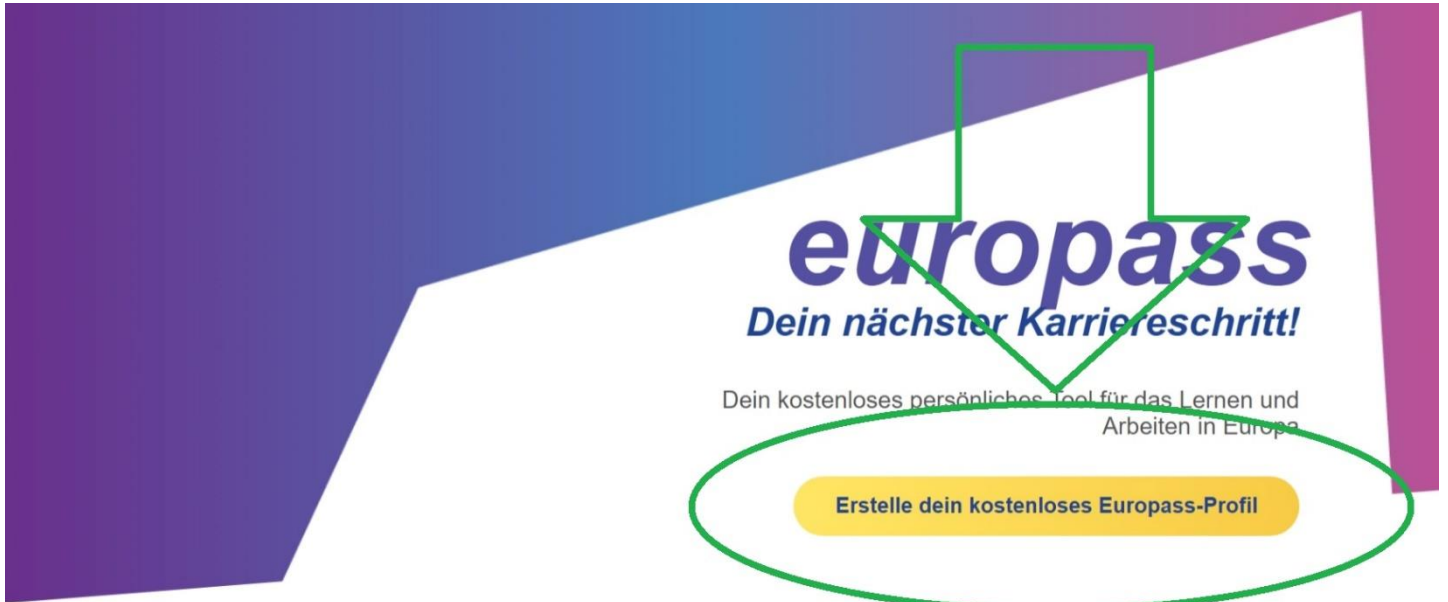 europass
Dein nächster Karriereschritt!
Dein kostenloses persönliches Tool für das Lernen und
Arbeiten in Europa
Erstelle dein kostenloses Europass-Profil